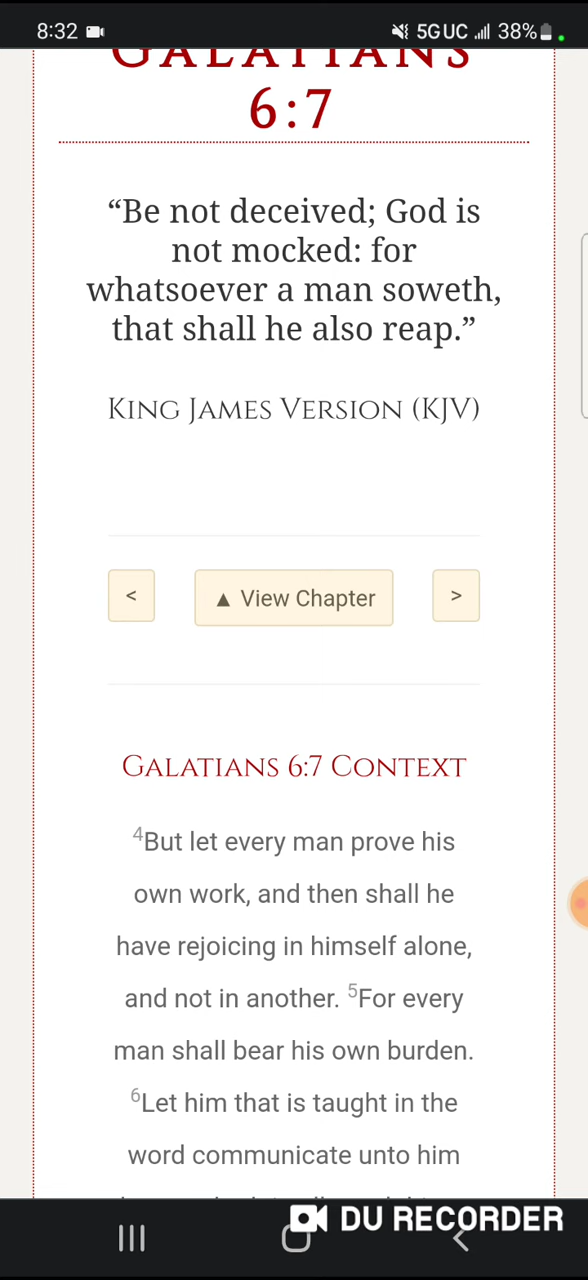 8:32 5GUC 38%
GALATIANS
6:7
“Be not deceived; God is
not mocked: for
whatsoever a man soweth,
that shall he also reap.”
King James Version (KJV)
< ▲ View Chapter >
Galatians 6:7 Context
4But let every man prove his
own work, and then shall he
have rejoicing in himself alone,
and not in another. 5For every
man shall bear his own burden.
6Let him that is taught in the
word communicate unto him
DU RECORDER